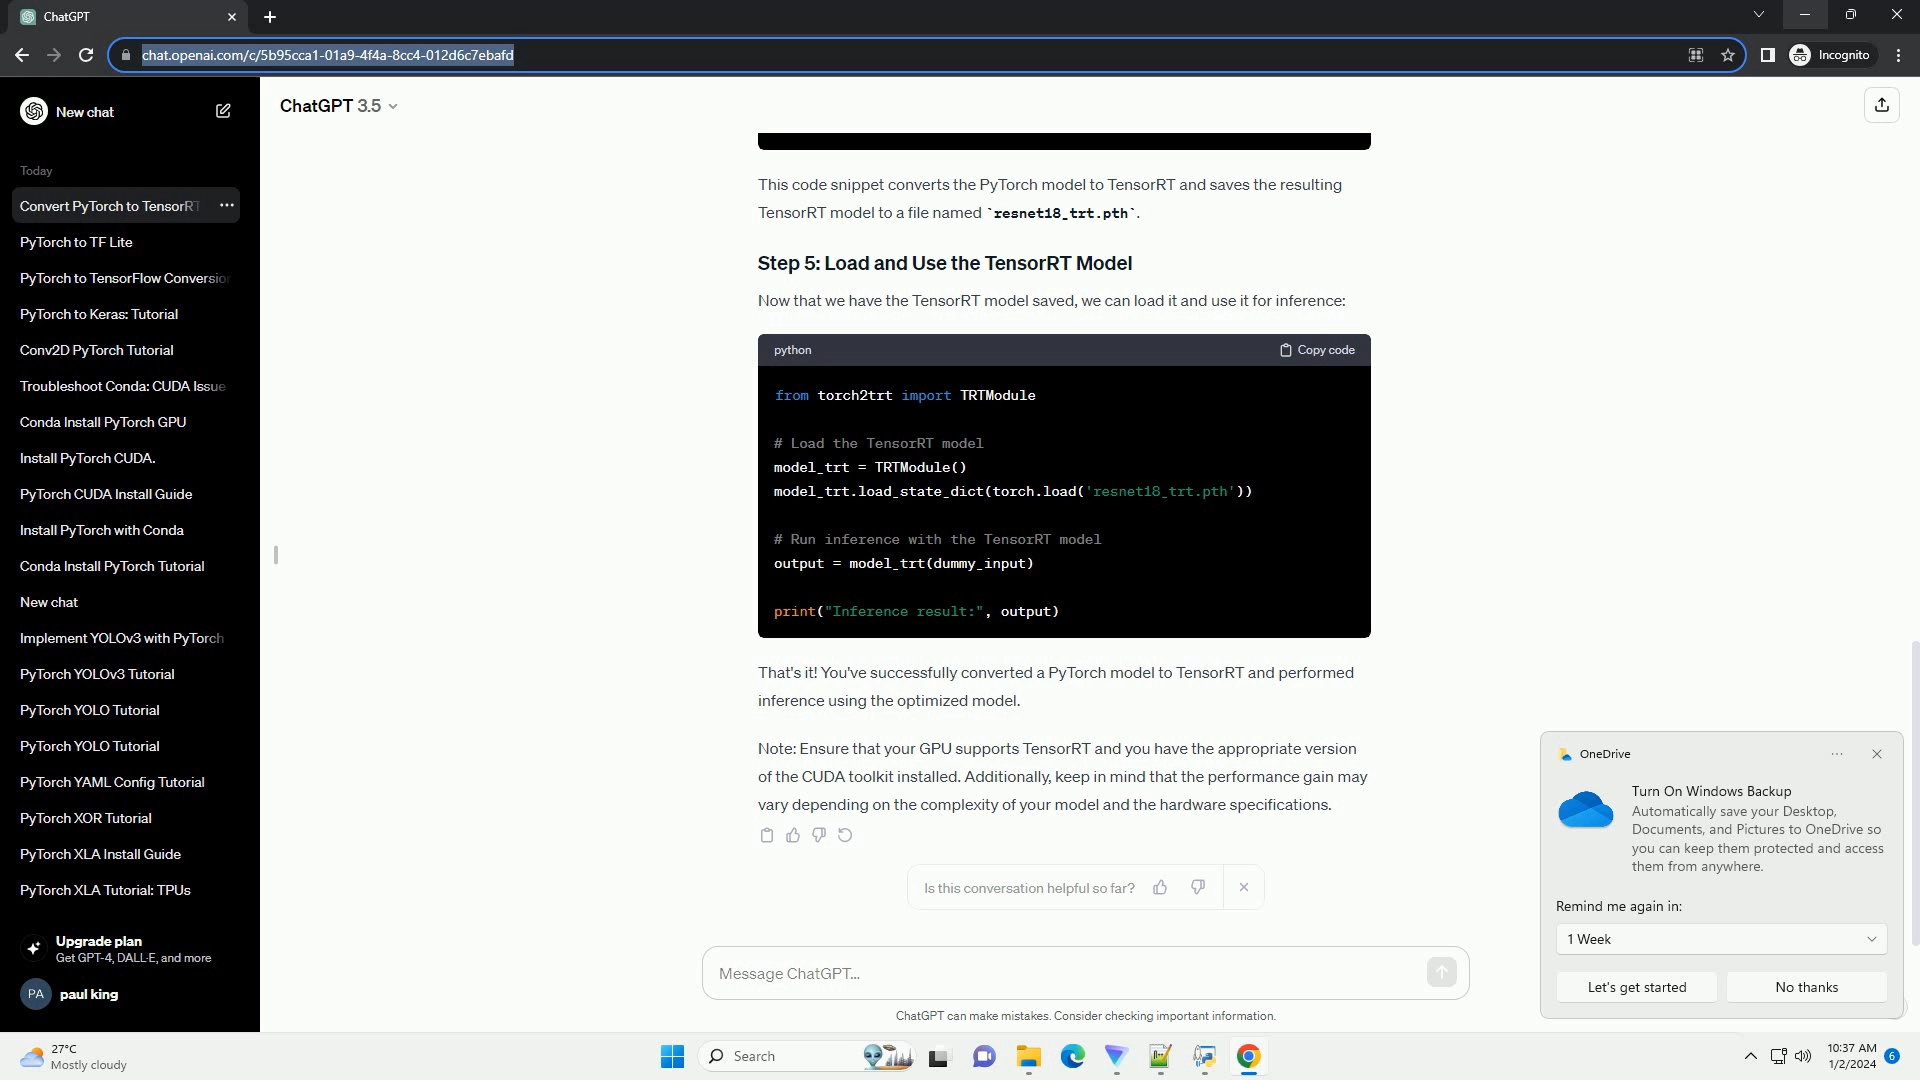 ChatGPT
chat.openai.com/c/5b95cca1-01a9-4f4a-8cc4-012d6c7ebafd
Incognito
New chat
ChatGPT 3.5
Today
Convert PyTorch to TensorRT
PyTorch to TF Lite
PyTorch to TensorFlow Conversion
PyTorch to Keras: Tutorial
Conv2D PyTorch Tutorial
Troubleshoot Conda: CUDA Issue
Conda Install PyTorch GPU
Install PyTorch CUDA.
PyTorch CUDA Install Guide
Install PyTorch with Conda
Conda Install PyTorch Tutorial
New chat
Implement YOLOv3 with PyTorch
PyTorch YOLOv3 Tutorial
PyTorch YOLO Tutorial
PyTorch YOLO Tutorial
PyTorch YAML Config Tutorial
PyTorch XOR Tutorial
PyTorch XLA Install Guide
PyTorch XLA Tutorial: TPUs
Upgrade plan
Get GPT-4, DALL·E, and more
PA paul king
This code snippet converts the PyTorch model to TensorRT and saves the resulting
TensorRT model to a file named `resnet18_trt.pth`.
Step 5: Load and Use the TensorRT Model
Now that we have the TensorRT model saved, we can load it and use it for inference:
python Copy code
from torch2trt import TRTModule
# Load the TensorRT model
model_trt = TRTModule()
model_trt.load_state_dict(torch.load('resnet18_trt.pth'))
# Run inference with the TensorRT model
output = model_trt(dummy_input)
print("Inference result:", output)
That's it! You've successfully converted a PyTorch model to TensorRT and performed
inference using the optimized model.
Note: Ensure that your GPU supports TensorRT and you have the appropriate version
of the CUDA toolkit installed. Additionally, keep in mind that the performance gain may
vary depending on the complexity of your model and the hardware specifications.
Is this conversation helpful so far?
Message ChatGPT...
ChatGPT can make mistakes. Consider checking important information.
OneDrive
Turn On Windows Backup
Automatically save your Desktop,
Documents, and Pictures to OneDrive so
you can keep them protected and access
them from anywhere.
Remind me again in:
1 Week
Let's get started
No thanks
27°C
Mostly cloudy
Search
10:37 AM
1/2/2024
6